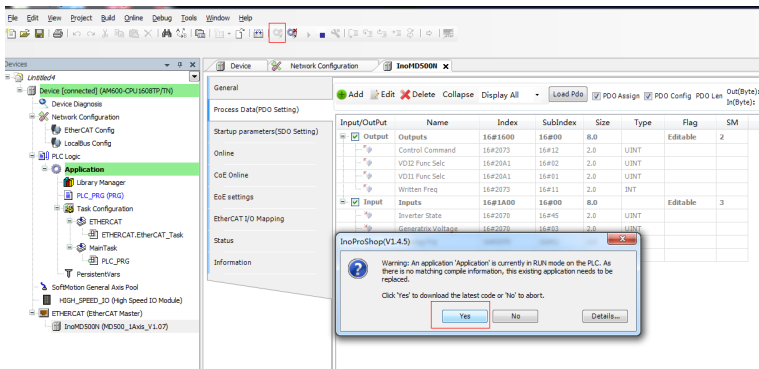 File Edit View Project Build Online Debug Tools Window Help
Devices
Untitled4
Device [connected] (AM600-CPU1608TP/TN)
Device Diagnosis
Network Configuration
EtherCAT Config
LocalBus Config
PLC Logic
Application
Library Manager
PLC_PRG (PRG)
Task Configuration
ETHERCAT
ETHERCAT.EtherCAT_Task
MainTask
PLC_PRG
PersistentVars
SoftMotion General Axis Pool
HIGH_SPEED_IO (High Speed IO Module)
ETHERCAT (EtherCAT Master)
InoMD500N (MD500_1Axis_V1.07)
Device Network Configuration InoMD500N
General
Process Data(PDO Setting)
Startup parameters(SDO Setting)
Online
CoE Online
EoE settings
EtherCAT I/O Mapping
Status
Information
Add Edit Delete Collapse Display All Load Pdo PDO Assign PDO Config PDO Len Out(Byte):
In(Byte):
Input/OutPut Name Index SubIndex Size Type Flag SM
Output Outputs 16#1600 16#00 8.0 Editable 2
Control Command 16#2073 16#12 2.0 UINT
VDI2 Func Selc 16#20A1 16#02 2.0 UINT
VDI1 Func Selc 16#20A1 16#01 2.0 UINT
Written Freq 16#2073 16#11 2.0 INT
Input Inputs 16#1A00 16#00 8.0 Editable 3
Inverter State 16#2070 16#45 2.0 UINT
Generatrix Voltage 16#2070 16#03 2.0 UINT
InoProShop(V1.4.5)
Warning: An application 'Application' is currently in RUN mode on the PLC. As
there is no matching compile information, this existing application needs to be
replaced.
Click 'Yes' to download the latest code or 'No' to abort.
Yes No Details...